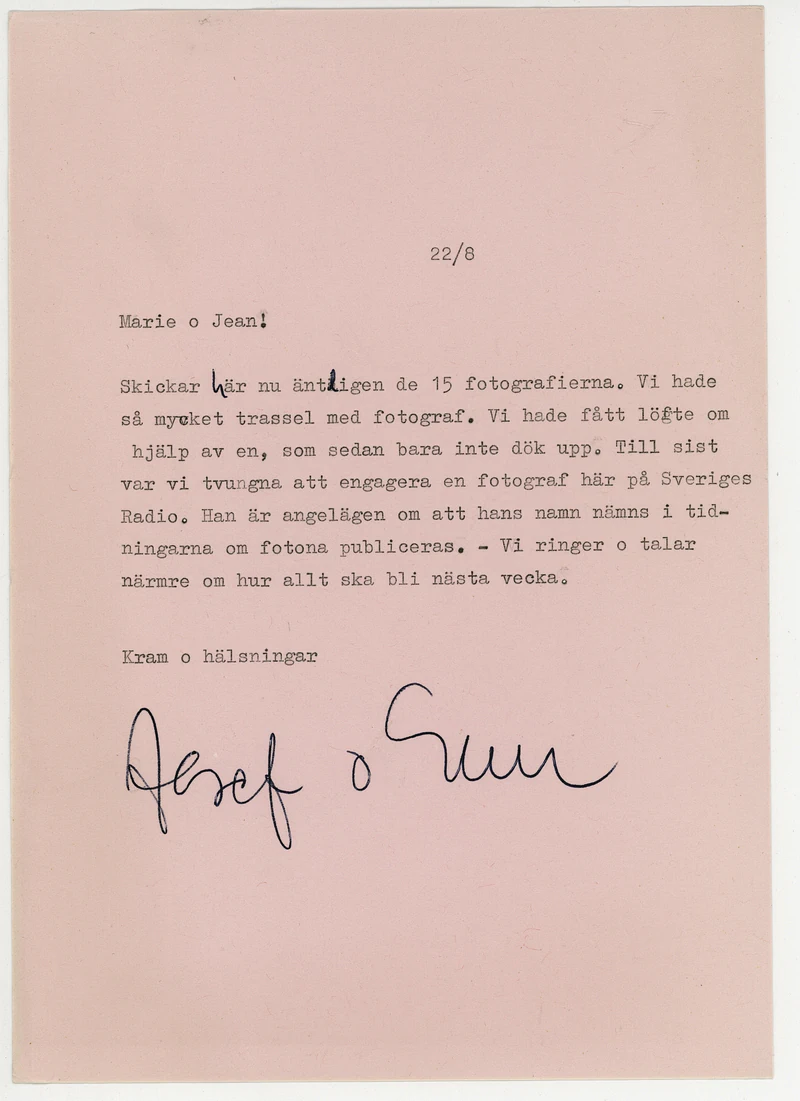 22/8
Marie o Jean!
Skickar här nu äntligen de 15 fotografierna. Vi hade
så mycket trassel med fotograf. Vi hade fått löfte om
hjälp av en, som sedan bara inte dök upp. Till sist
var vi tvungna att engagera en fotograf här på Sveriges
Radio. Han är angelägen om att hans namn nämns i tid-
ningarna om fotona publiceras. - Vi ringer o talar
närmre om hur allt ska bli nästa vecka.
Kram o hälsningar
Josef o Gun